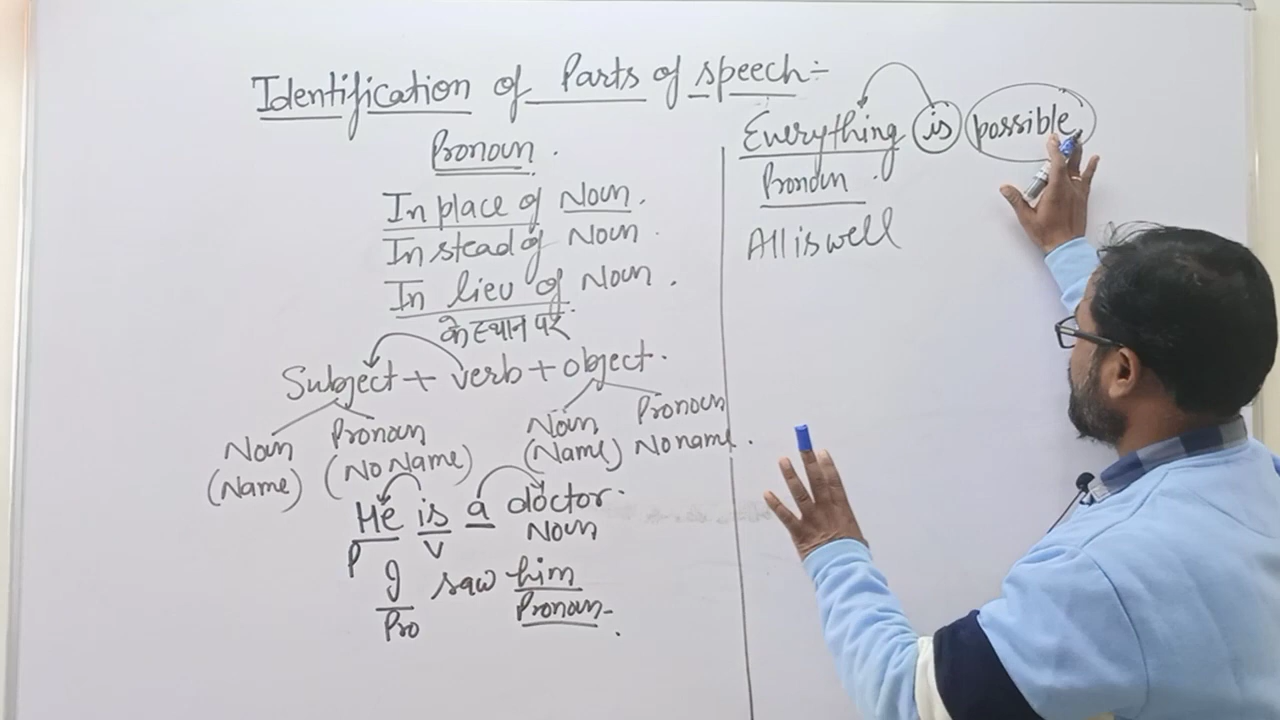 Identification of Parts of speech:-
Pronoun.
In place of Noun.
In stead of Noun.
In lieu of Noun.
के स्थान पर
Subject + verb + object.
Noun Pronoun Noun Pronoun
(Name) (No Name) (Name) No name.
He is a doctor.
P V Noun
I saw him
Pro Pronoun.
Everything is possible.
Pronoun.
All is well